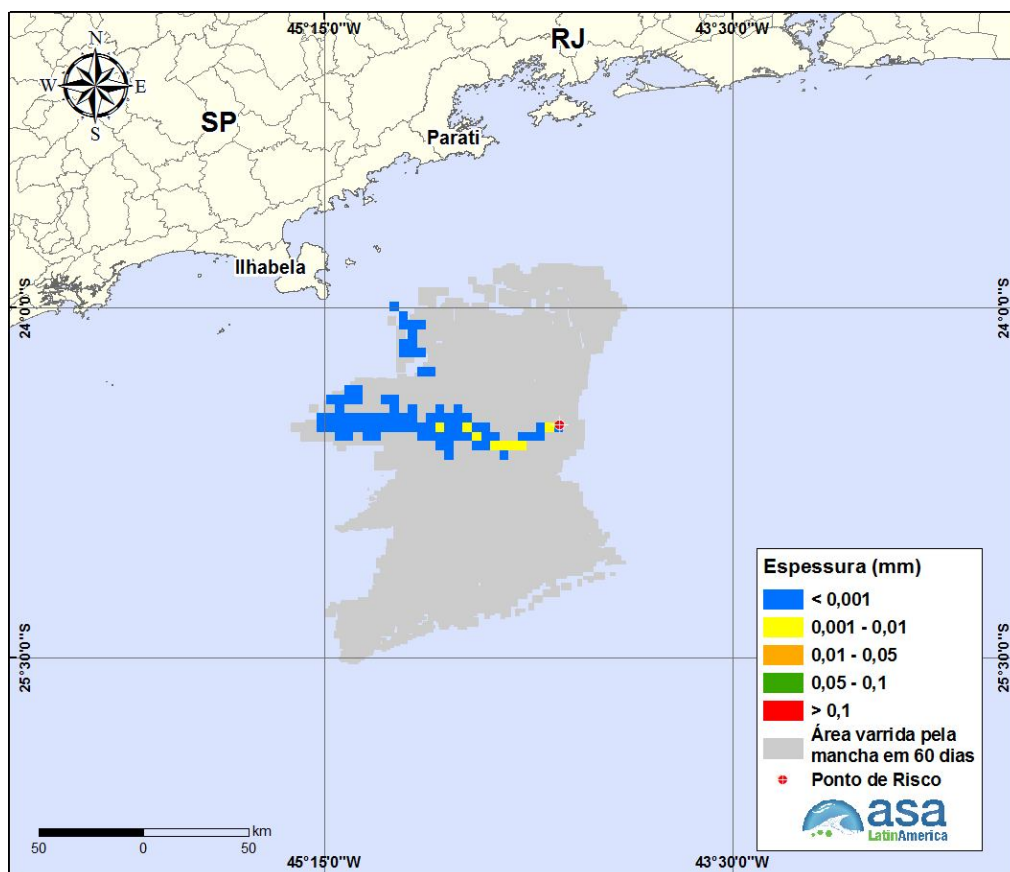 45°15'0"W
43°30'0"W
N
W
E
S
RJ
SP
Parati
Ilhabela
24°0'0"S
24°0'0"S
25°30'0"S
25°30'0"S
Espessura (mm)
< 0,001
0,001 - 0,01
0,01 - 0,05
0,05 - 0,1
> 0,1
Área varrida pela
mancha em 60 dias
Ponto de Risco
asa
LatinAmerica
km
50 0 50
45°15'0"W
43°30'0"W